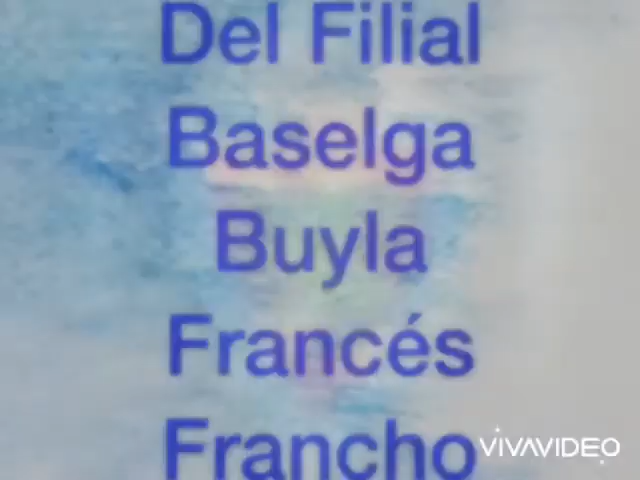 Del Filial
Baselga
Buyla
Francés
Francho
VIVAVIDEO